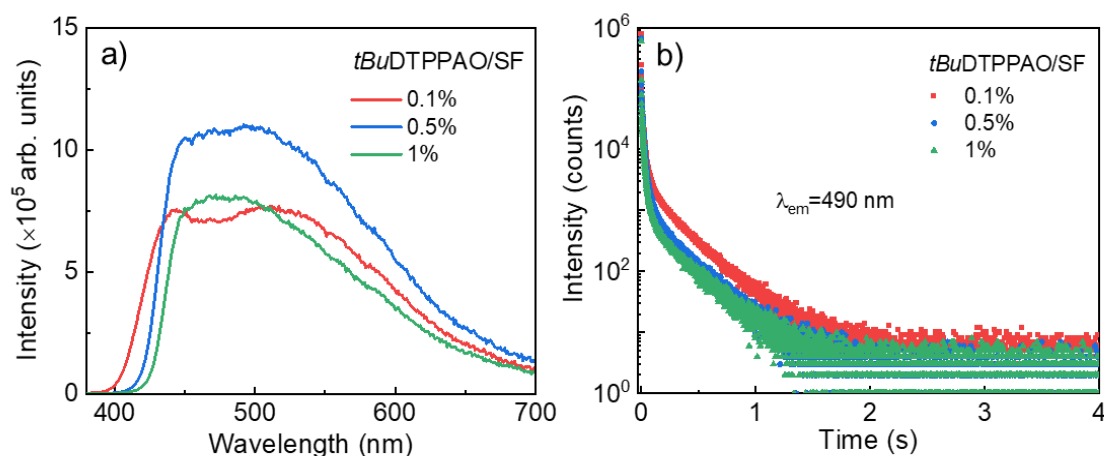 a)
tBuDTPPAO/SF
0.1%
0.5%
1%
15
10
5
0
400
500
600
700
Intensity (×10⁵ arb. units)
Wavelength (nm)
b)
tBuDTPPAO/SF
0.1%
0.5%
1%
λem=490 nm
10⁶
10⁴
10²
10⁰
0
1
2
3
4
Intensity (counts)
Time (s)